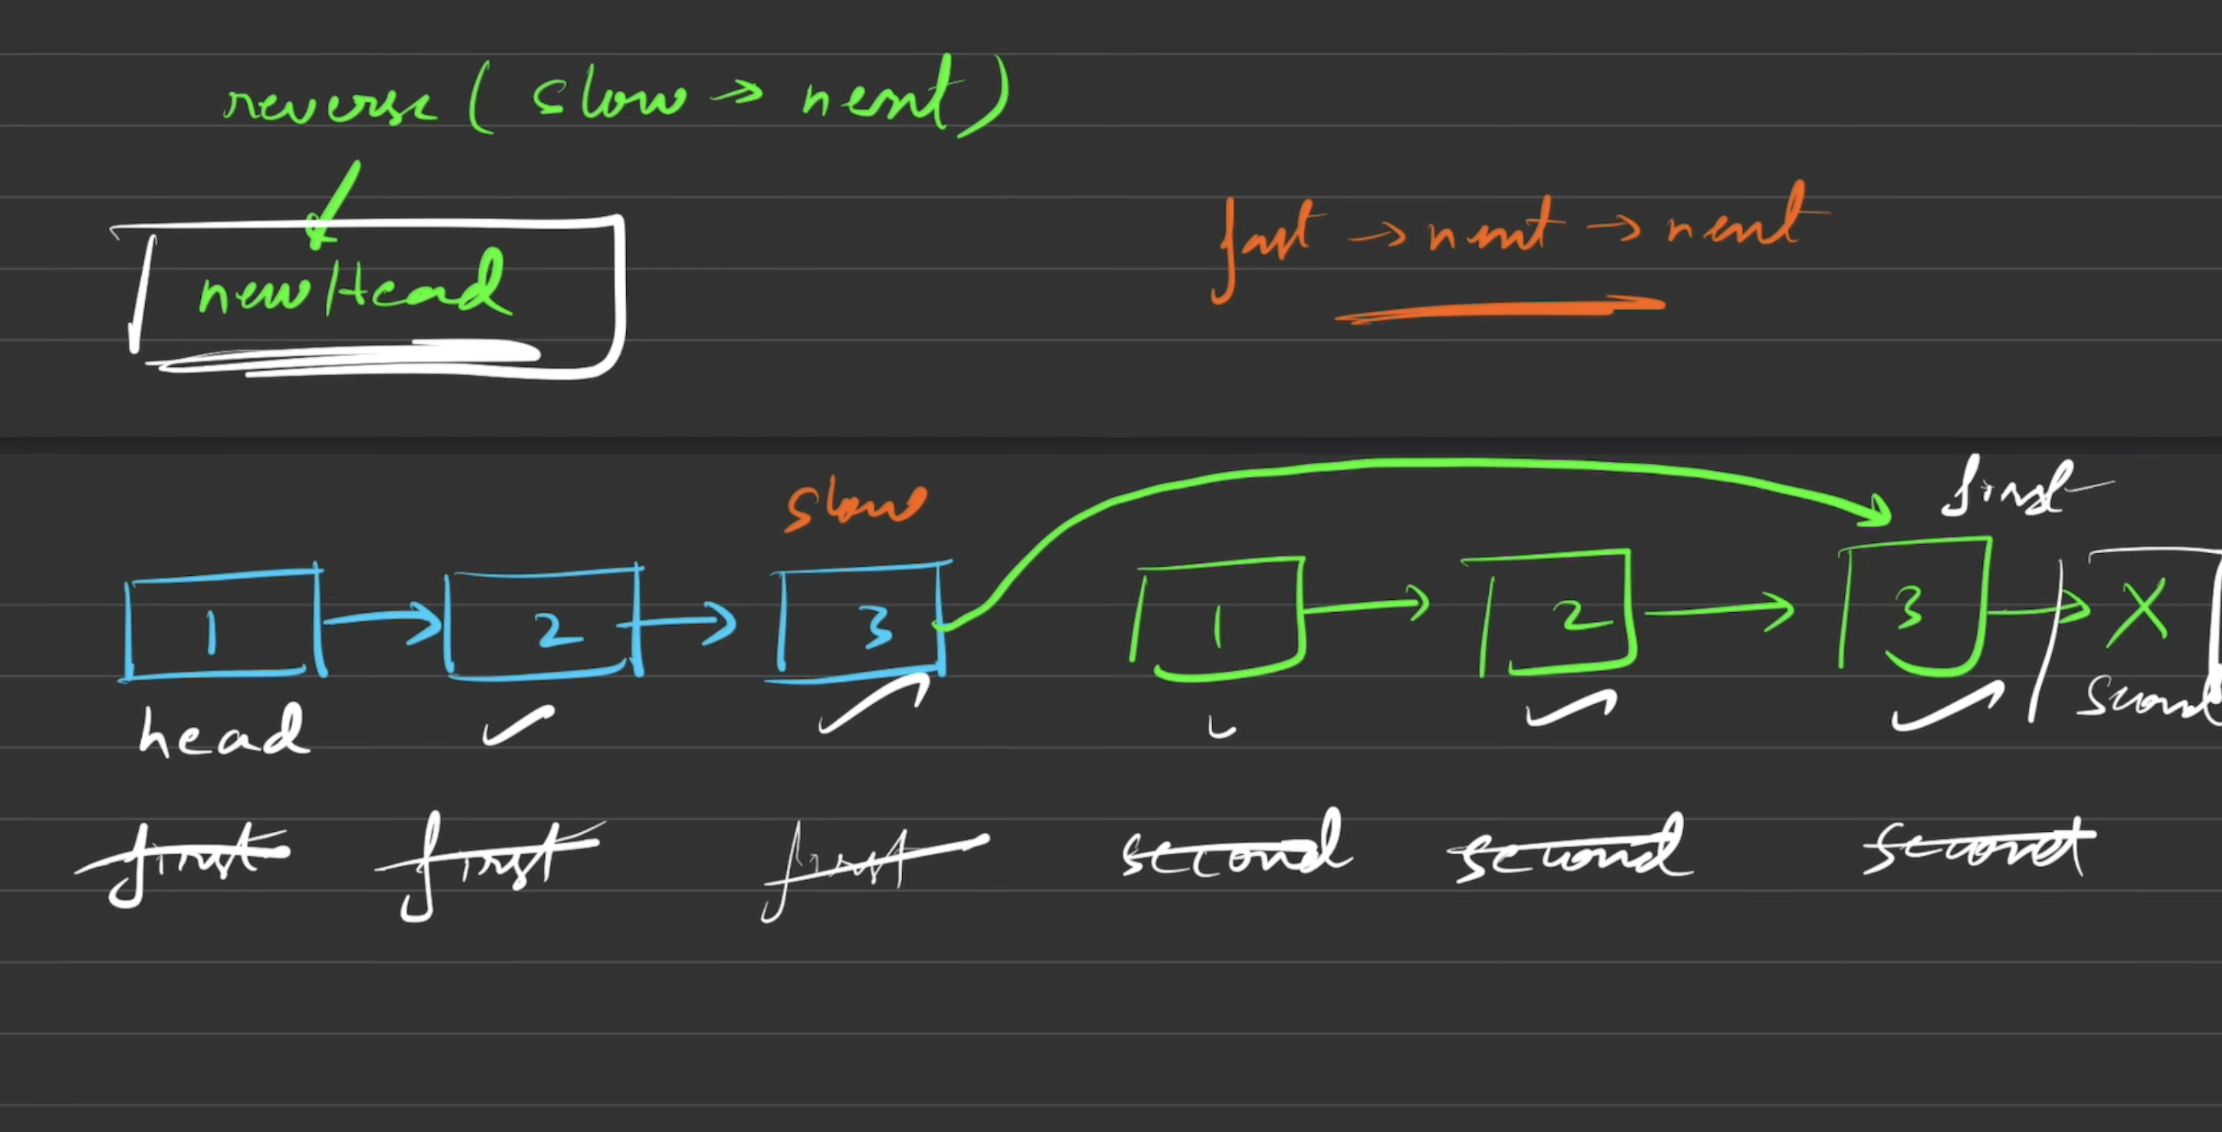 reverse ( slow → next )
newHead
fast → next → next
slow
first
1 → 2 → 3 1 → 2 → 3 → X
head
second
first first first second second second